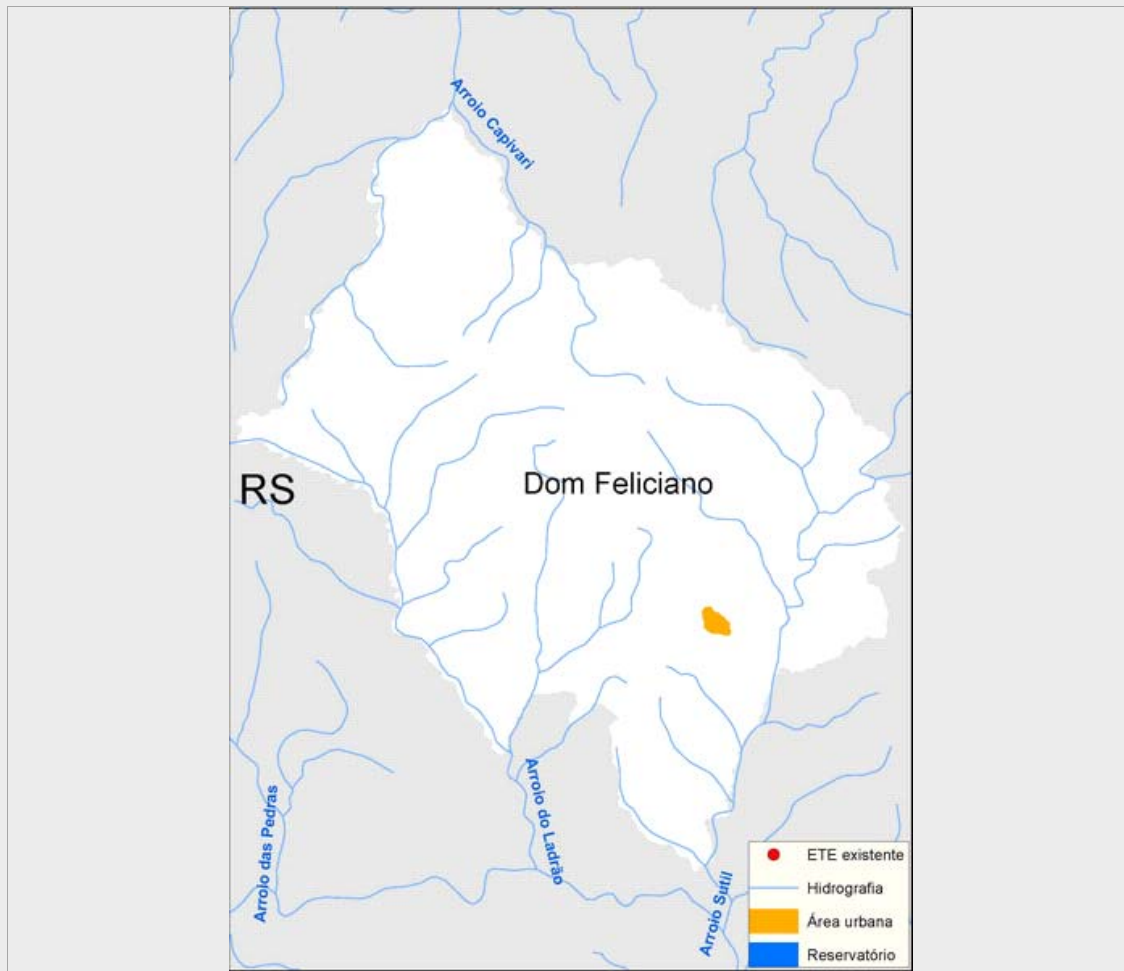 Arroio Capivari
RS
Dom Feliciano
Arroio das Pedras
Arroio do Ladrão
Arroio Sutil
ETE existente
Hidrografia
Área urbana
Reservatório